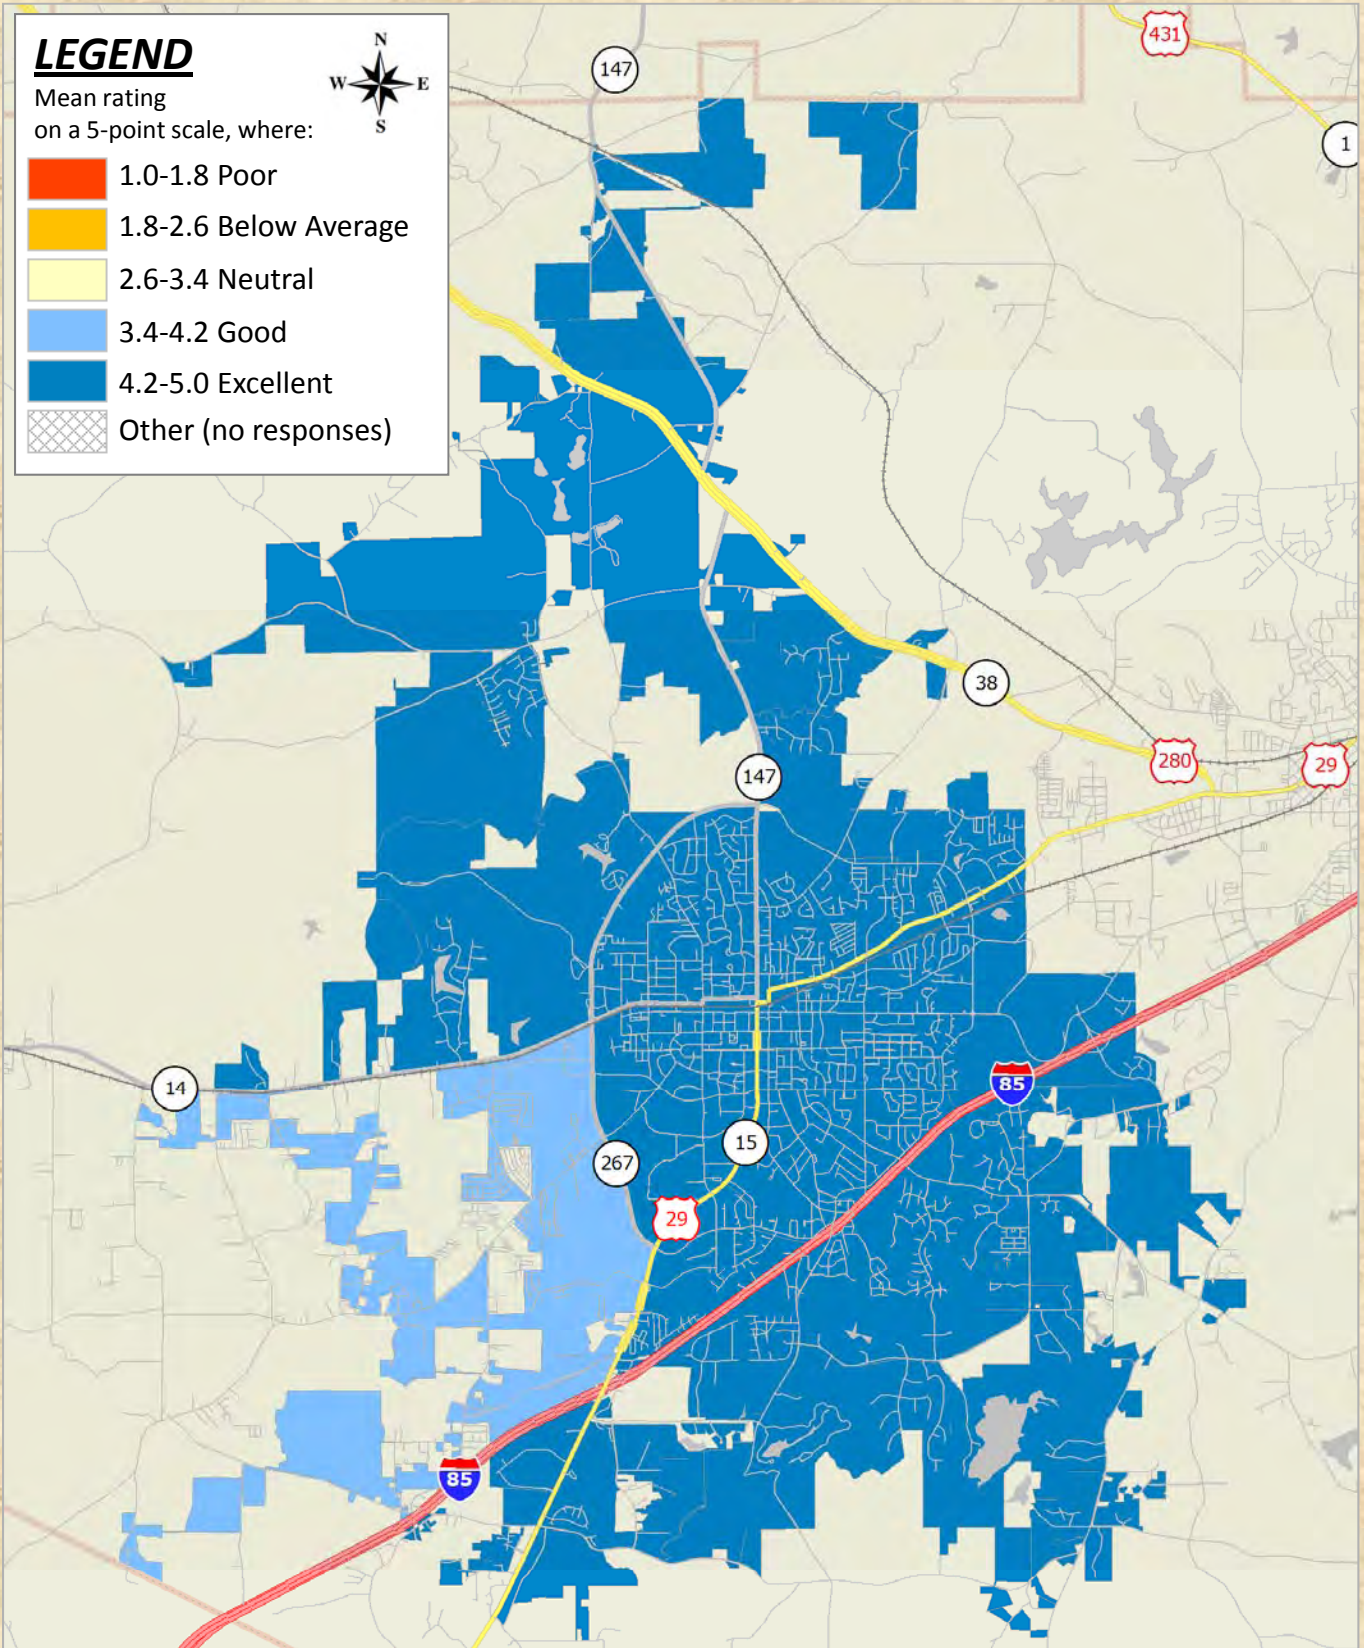 LEGEND
Mean rating
on a 5-point scale, where:
1.0-1.8 Poor
1.8-2.6 Below Average
2.6-3.4 Neutral
3.4-4.2 Good
4.2-5.0 Excellent
Other (no responses)
N
W E
S
147
431
1
38
280
29
147
14
85
15
267
29
85